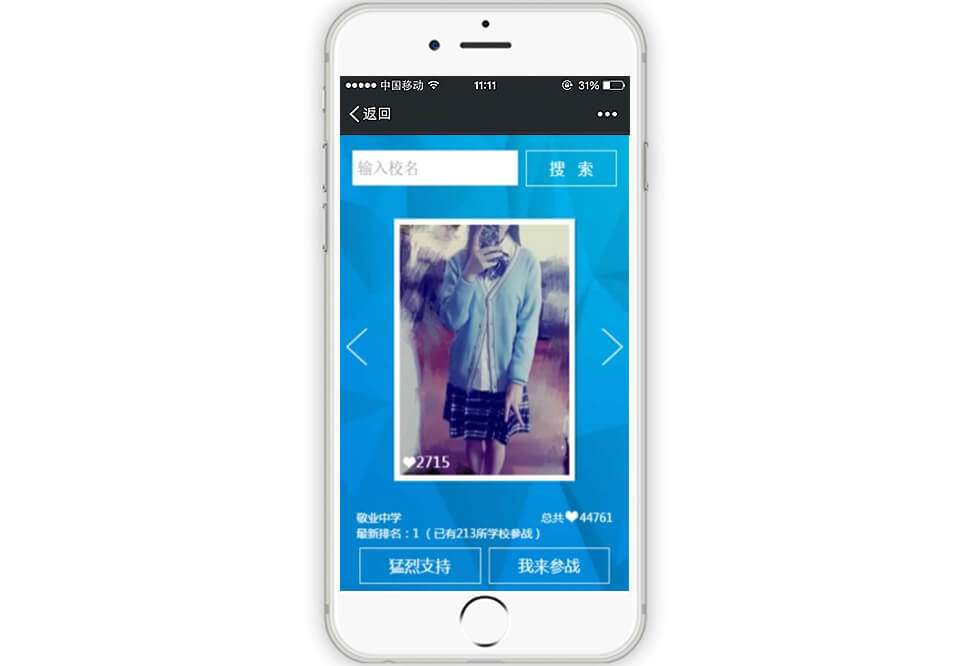 中国移动 11:11 31%
返回
输入校名 搜 索
2715
敬业中学 总共 44761
最新排名:1(已有213所学校参战)
猛烈支持 我来参战